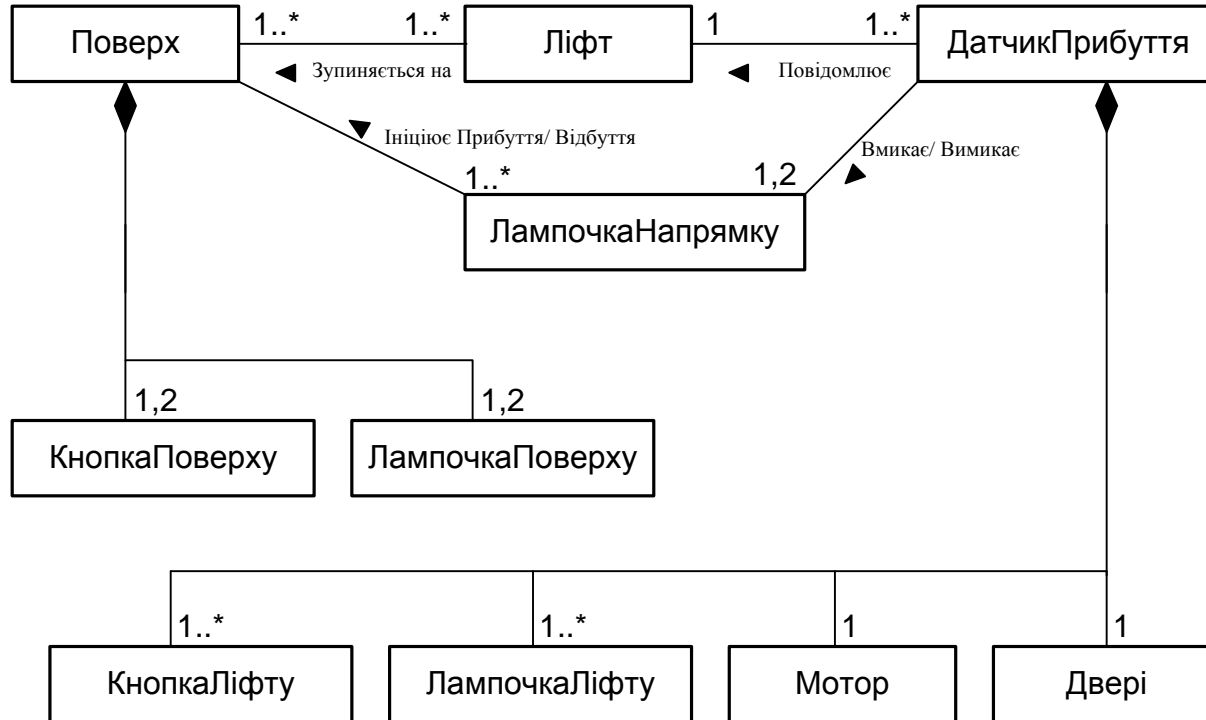 Поверх
1..*
1..*
Ліфт
1
1..*
ДатчикПрибуття
Зупиняється на
Повідомлює
Ініціює Прибуття/ Відбуття
Вмикає/ Вимикає
1..*
1,2
ЛампочкаНапрямку
1,2
1,2
КнопкаПоверху
ЛампочкаПоверху
1..*
1..*
1
1
КнопкаЛіфту
ЛампочкаЛіфту
Мотор
Двері